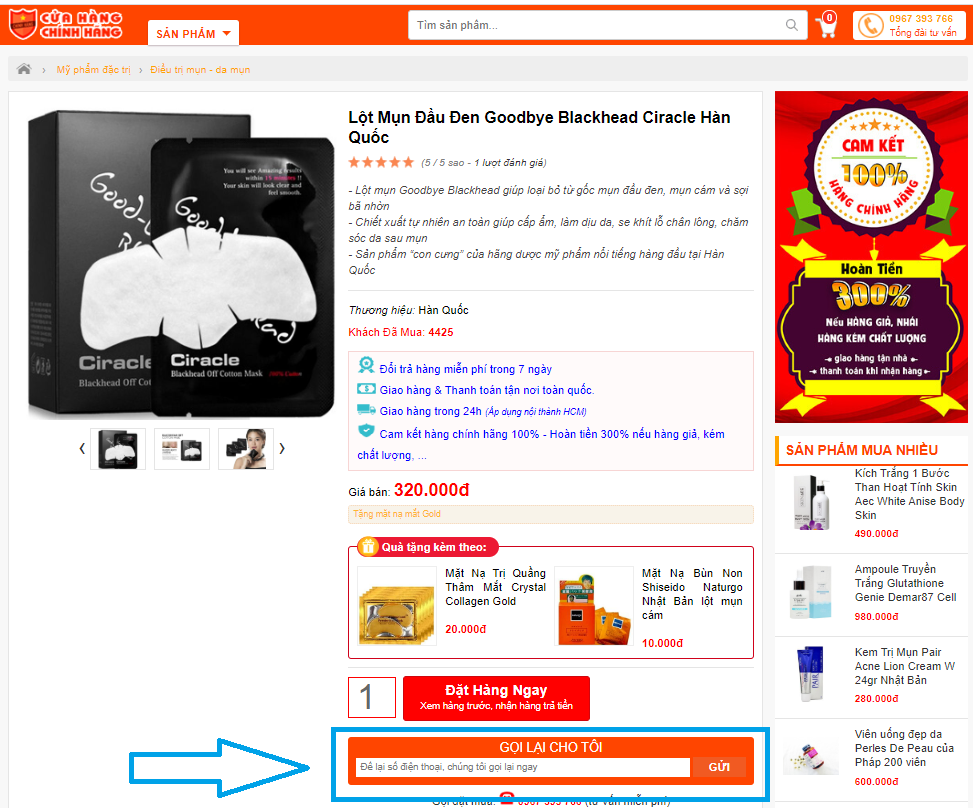 CỬA HÀNG
CHÍNH HÃNG
SẢN PHẨM
Tìm sản phẩm...
0
0967 393 766
Tổng đài tư vấn
Mỹ phẩm đặc trị › Điều trị mụn - da mụn
Good-bye
You will see Amazing results
within 15 minutes !!
Your skin will look clear and
feel smooth.
Ciracle
Blackhead Off Cotton Mask
Ciracle
Blackhead Off Cotton Mask /100% Cotton
Lột Mụn Đầu Đen Goodbye Blackhead Ciracle Hàn
Quốc
(5 / 5 sao - 1 lượt đánh giá)
- Lột mụn Goodbye Blackhead giúp loại bỏ từ gốc mụn đầu đen, mụn cám và sợi
bã nhờn
- Chiết xuất tự nhiên an toàn giúp cấp ẩm, làm dịu da, se khít lỗ chân lông, chăm
sóc da sau mụn
- Sản phẩm "con cưng" của hãng dược mỹ phẩm nổi tiếng hàng đầu tại Hàn
Quốc
Thương hiệu: Hàn Quốc
Khách Đã Mua: 4425
Đổi trả hàng miễn phí trong 7 ngày
Giao hàng & Thanh toán tận nơi toàn quốc.
Giao hàng trong 24h (Áp dụng nội thành HCM)
Cam kết hàng chính hãng 100% - Hoàn tiền 300% nếu hàng giả, kém
chất lượng, ...
Giá bán: 320.000đ
Tặng mặt nạ mắt Gold
Quà tặng kèm theo:
Mặt Nạ Trị Quầng
Thâm Mắt Crystal
Collagen Gold
20.000đ
Mặt Nạ Bùn Non
Shiseido Naturgo
Nhật Bản lột mụn
cám
10.000đ
1
Đặt Hàng Ngay
Xem hàng trước, nhận hàng trả tiền
GỌI LẠI CHO TÔI
Để lại số điện thoại, chúng tôi gọi lại ngay
GỬI
Gọi đặt mua: 0967 393 766 (tư vấn miễn phí)
CAM KẾT
100%
HÀNG CHÍNH HÃNG
Hoàn Tiền
300%
NẾU HÀNG GIẢ, NHÁI
HÀNG KÉM CHẤT LƯỢNG
giao hàng tận nhà
thanh toán khi nhận hàng
SẢN PHẨM MUA NHIỀU
Kích Trắng 1 Bước
Than Hoạt Tính Skin
Aec White Anise Body
Skin
490.000đ
Ampoule Truyền
Trắng Glutathione
Genie Demar87 Cell
980.000đ
Kem Trị Mụn Pair
Acne Lion Cream W
24gr Nhật Bản
280.000đ
PAIR
Viên uống đẹp da
Perles De Peau của
Pháp 200 viên
600.000đ